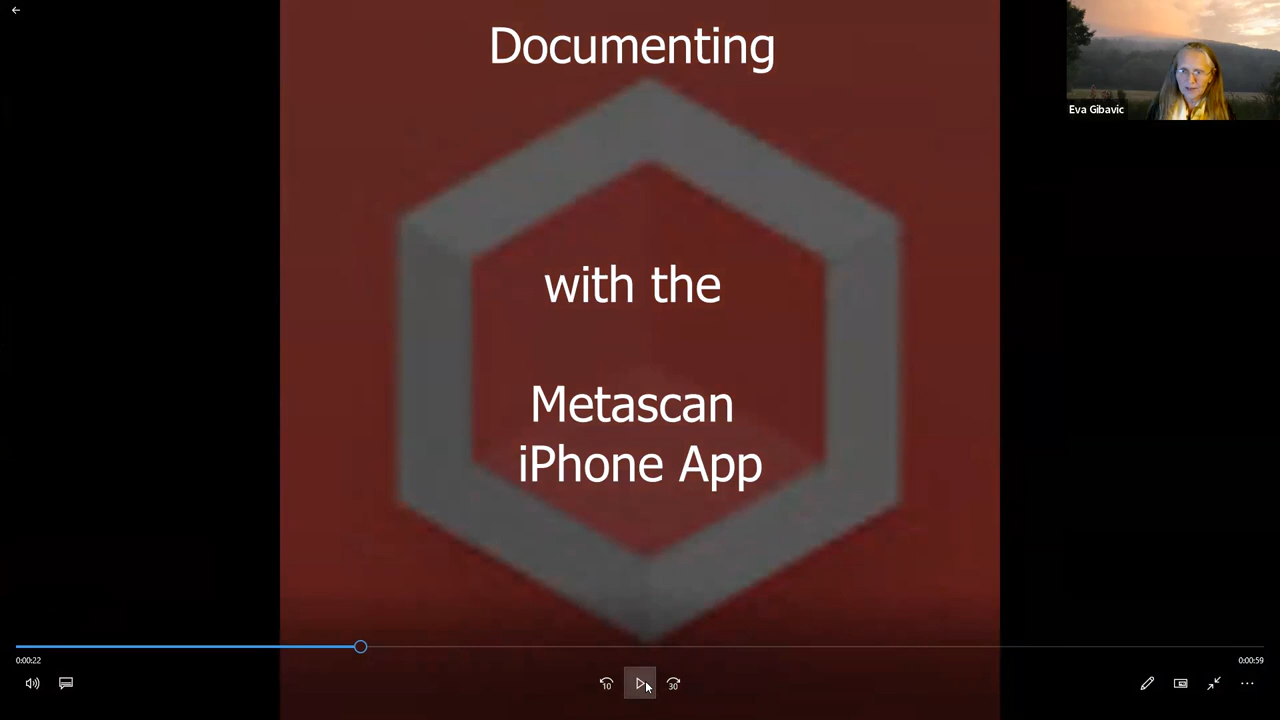 Documenting
Eva Gibavic
with the
Metascan
iPhone App
0:00:22
0:00:59
10
30